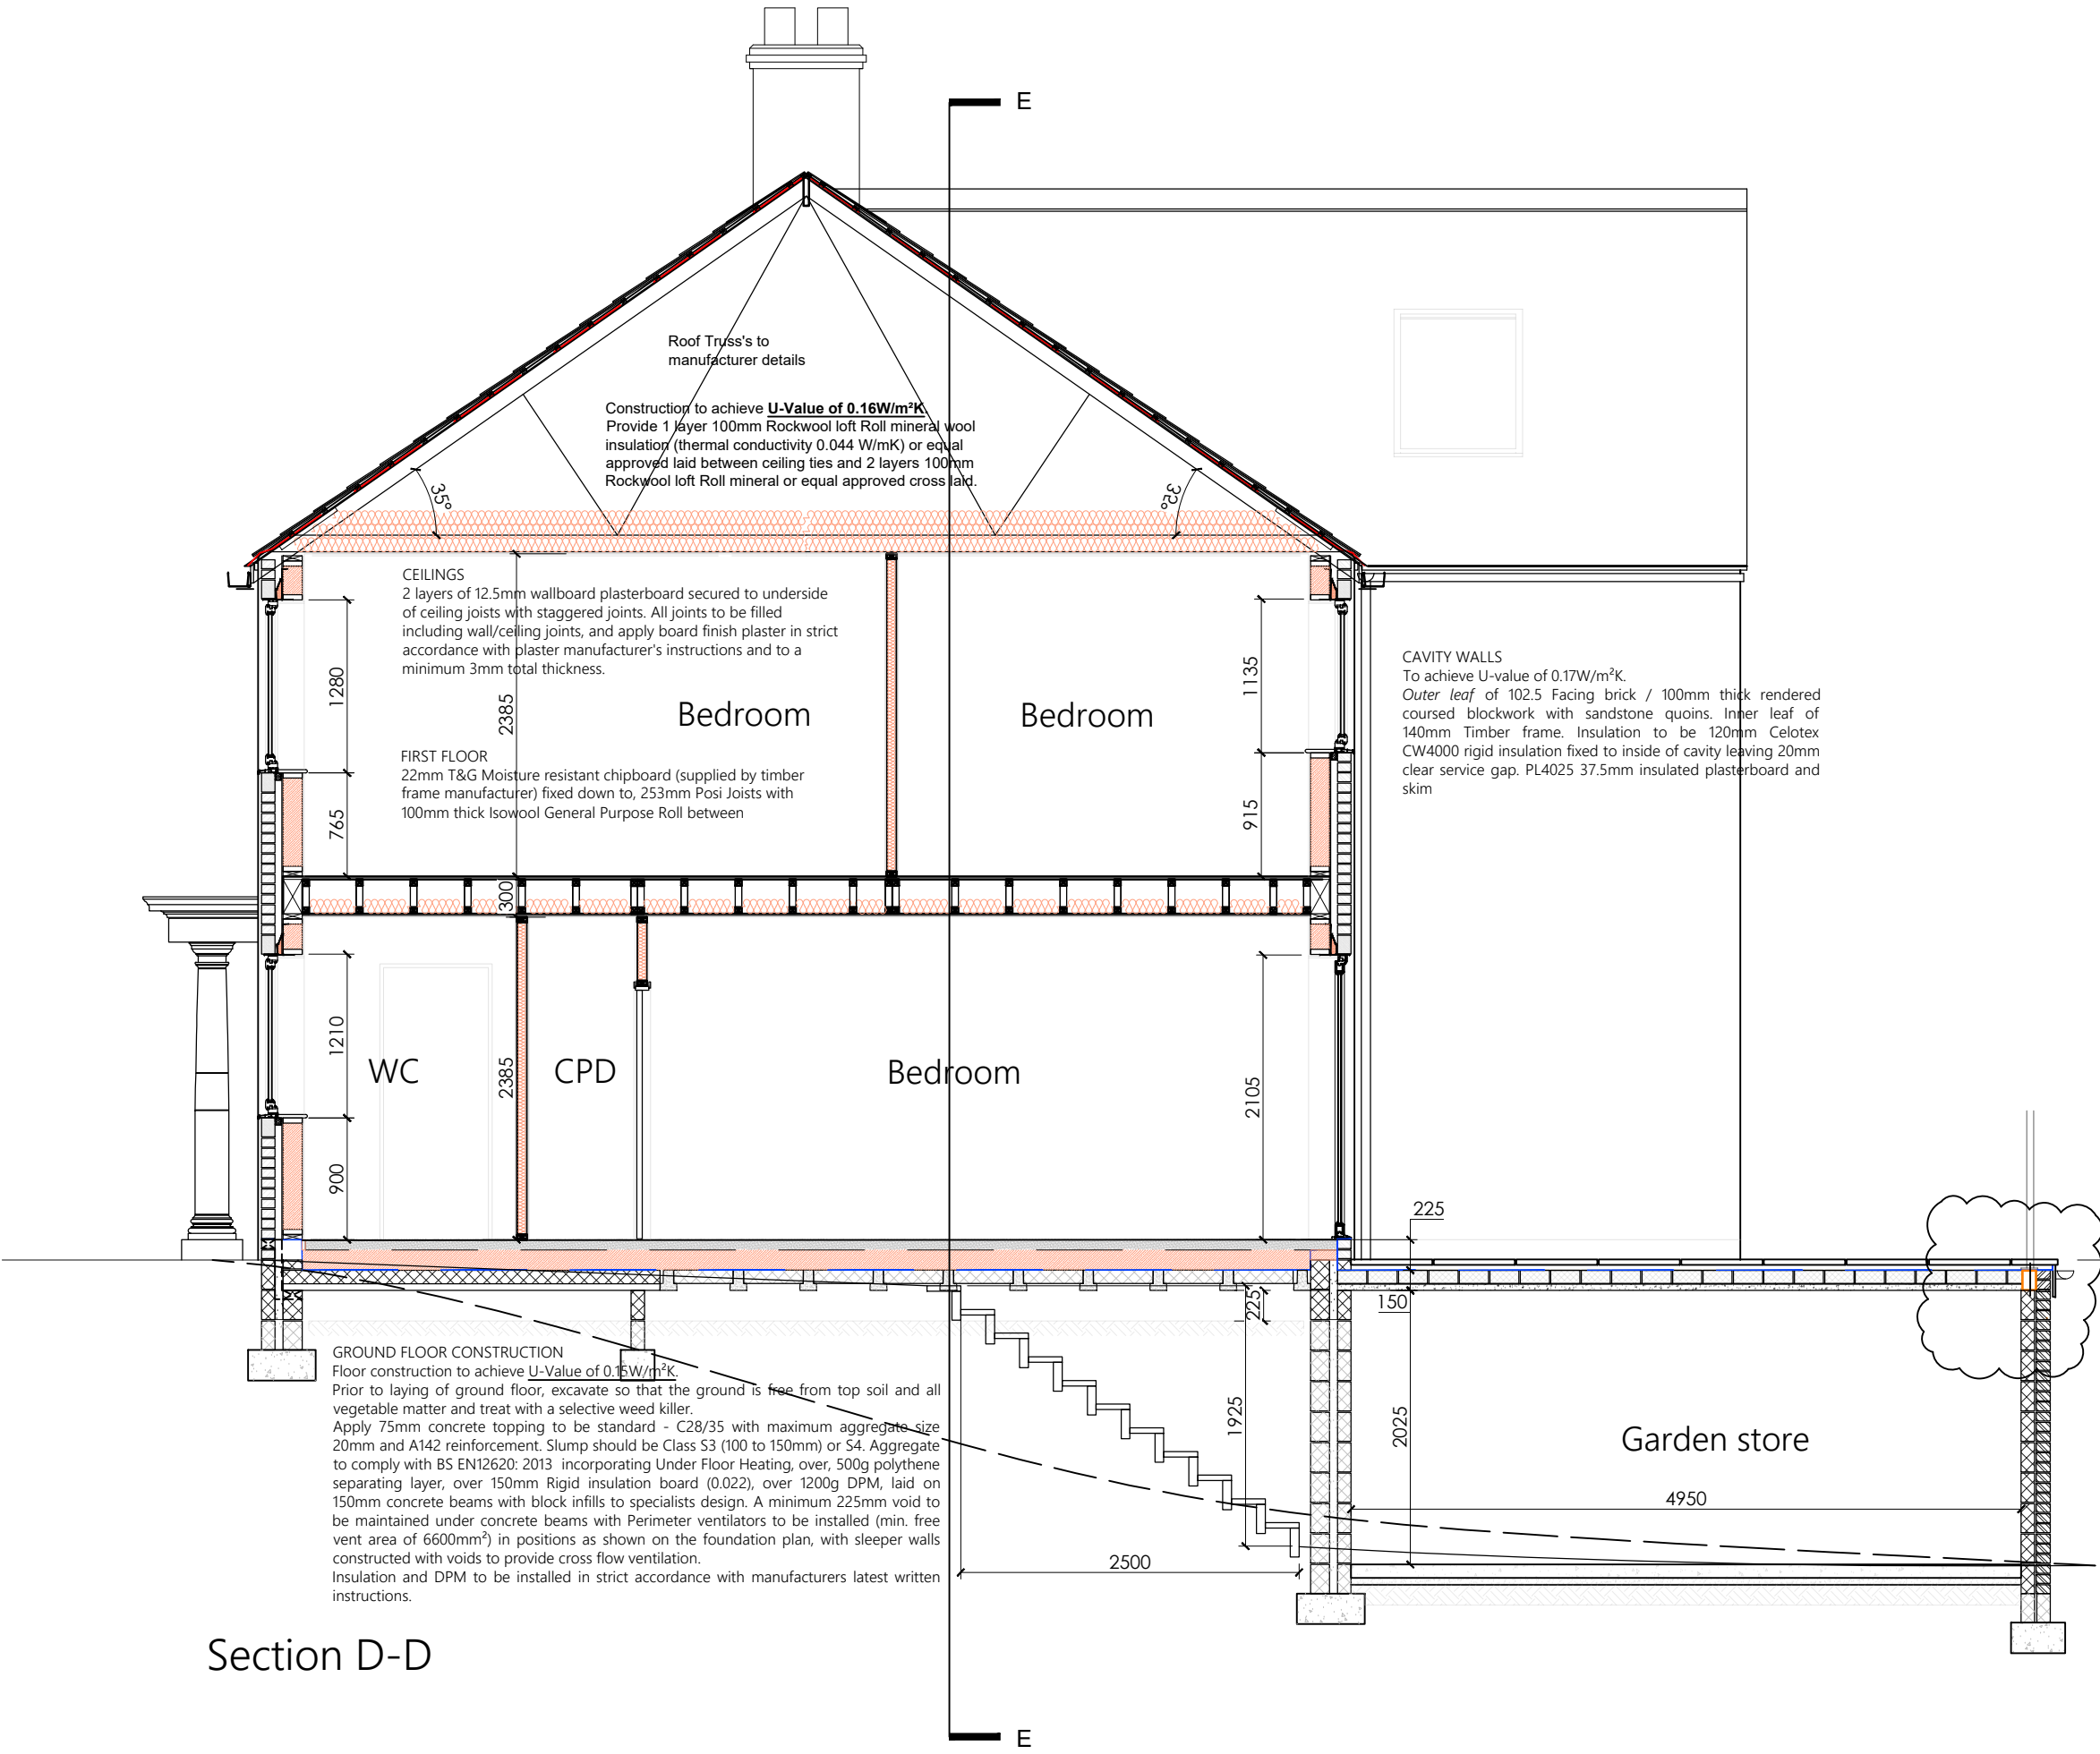 E
Roof Truss's to
manufacturer details
Construction to achieve U-Value of 0.16W/m²K.
Provide 1 layer 100mm Rockwool loft Roll mineral wool
insulation (thermal conductivity 0.044 W/mK) or equal
approved laid between ceiling ties and 2 layers 100mm
Rockwool loft Roll mineral or equal approved cross laid.
35°
35°
CEILINGS
2 layers of 12.5mm wallboard plasterboard secured to underside
of ceiling joists with staggered joints. All joints to be filled
including wall/ceiling joints, and apply board finish plaster in strict
accordance with plaster manufacturer's instructions and to a
minimum 3mm total thickness.
1280
2385
Bedroom
Bedroom
1135
CAVITY WALLS
To achieve U-value of 0.17W/m²K.
Outer leaf of 102.5 Facing brick / 100mm thick rendered
coursed blockwork with sandstone quoins. Inner leaf of
140mm Timber frame. Insulation to be 120mm Celotex
CW4000 rigid insulation fixed to inside of cavity leaving 20mm
clear service gap. PL4025 37.5mm insulated plasterboard and
skim
FIRST FLOOR
22mm T&G Moisture resistant chipboard (supplied by timber
frame manufacturer) fixed down to, 253mm Posi Joists with
100mm thick Isowool General Purpose Roll between
765
915
300
1210
WC
2385
CPD
Bedroom
2105
900
225
225
150
GROUND FLOOR CONSTRUCTION
Floor construction to achieve U-Value of 0.15W/m²K.
Prior to laying of ground floor, excavate so that the ground is free from top soil and all
vegetable matter and treat with a selective weed killer.
Apply 75mm concrete topping to be standard - C28/35 with maximum aggregate size
20mm and A142 reinforcement. Slump should be Class S3 (100 to 150mm) or S4. Aggregate
to comply with BS EN12620: 2013 incorporating Under Floor Heating, over, 500g polythene
separating layer, over 150mm Rigid insulation board (0.022), over 1200g DPM, laid on
150mm concrete beams with block infills to specialists design. A minimum 225mm void to
be maintained under concrete beams with Perimeter ventilators to be installed (min. free
vent area of 6600mm²) in positions as shown on the foundation plan, with sleeper walls
constructed with voids to provide cross flow ventilation.
Insulation and DPM to be installed in strict accordance with manufacturers latest written
instructions.
1925
2025
Garden store
4950
2500
Section D-D
E